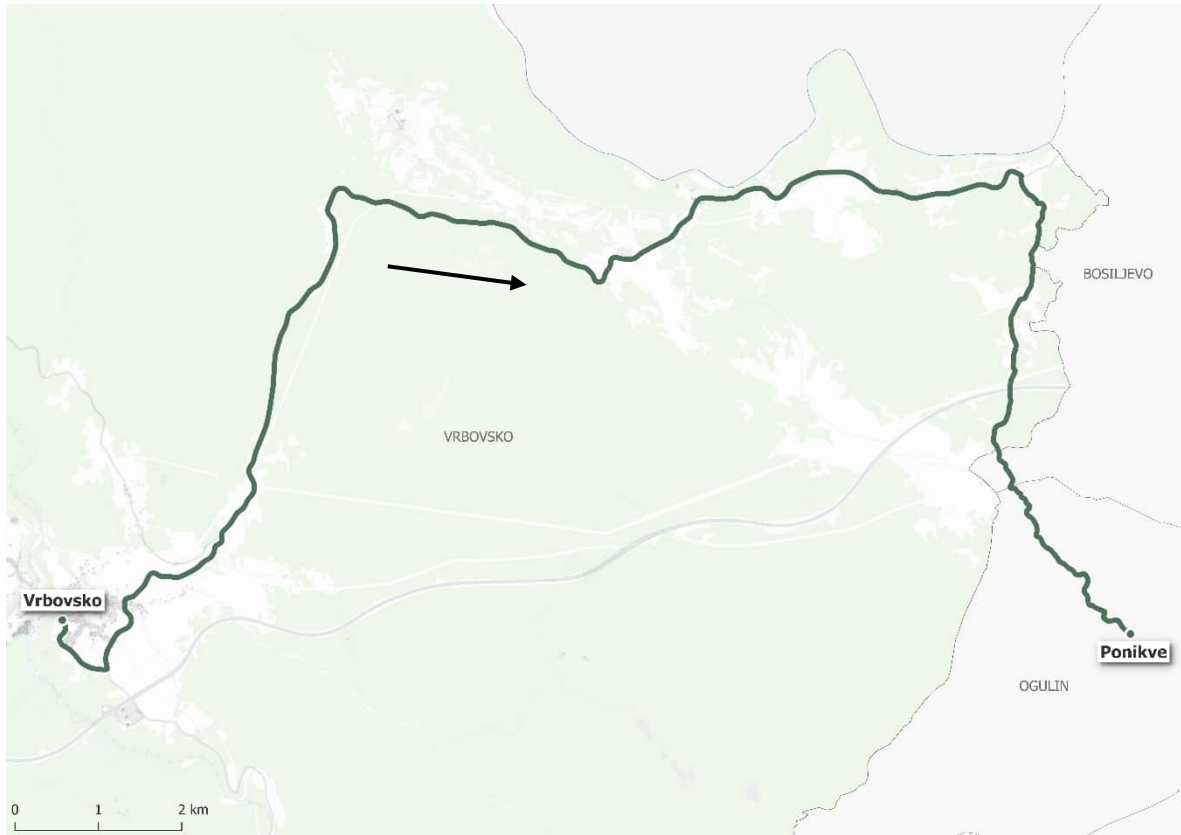 BOSILJEVO
VRBOVSKO
Vrbovsko
Ponikve
OGULIN
0 1 2 km